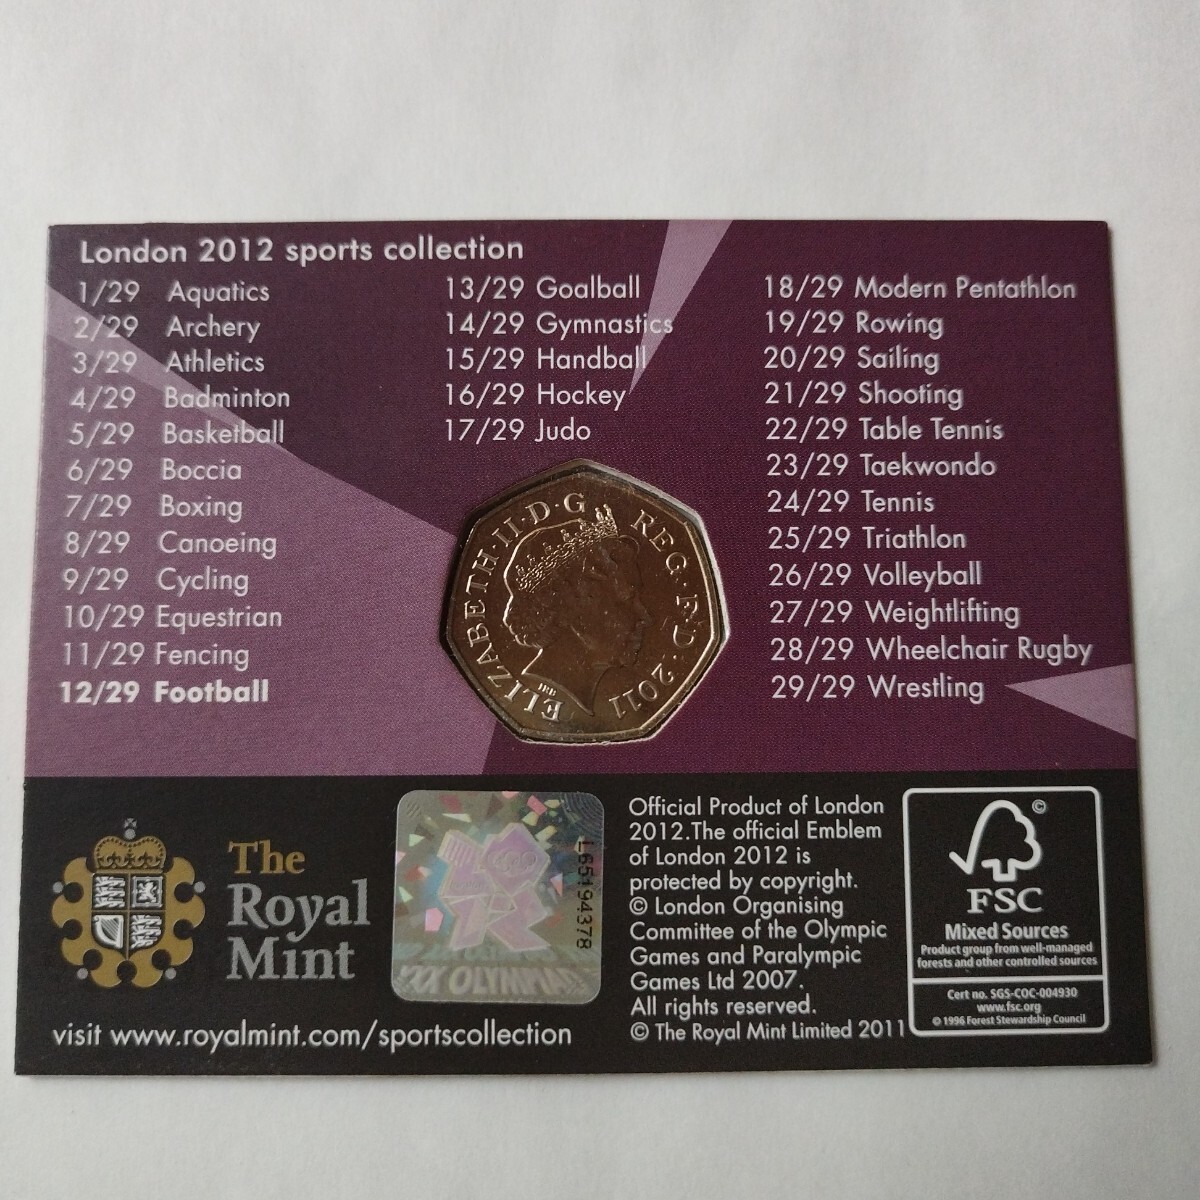 London 2012 sports collection
1/29 Aquatics
2/29 Archery
3/29 Athletics
4/29 Badminton
5/29 Basketball
6/29 Boccia
7/29 Boxing
8/29 Canoeing
9/29 Cycling
10/29 Equestrian
11/29 Fencing
12/29 Football
13/29 Goalball
14/29 Gymnastics
15/29 Handball
16/29 Hockey
17/29 Judo
18/29 Modern Pentathlon
19/29 Rowing
20/29 Sailing
21/29 Shooting
22/29 Table Tennis
23/29 Taekwondo
24/29 Tennis
25/29 Triathlon
26/29 Volleyball
27/29 Weightlifting
28/29 Wheelchair Rugby
29/29 Wrestling
ELIZABETH·II·D·G REG·F·D·2011
IRB
The
Royal
Mint
visit www.royalmint.com/sportscollection
L65194378
XXX OLYMPIA
Official Product of London
2012.The official Emblem
of London 2012 is
protected by copyright.
© London Organising
Committee of the Olympic
Games and Paralympic
Games Ltd 2007.
All rights reserved.
© The Royal Mint Limited 2011
©
FSC
Mixed Sources
Product group from well-managed
forests and other controlled sources
Cert no. SGS-COC-004930
www.fsc.org
© 1996 Forest Stewardship Council